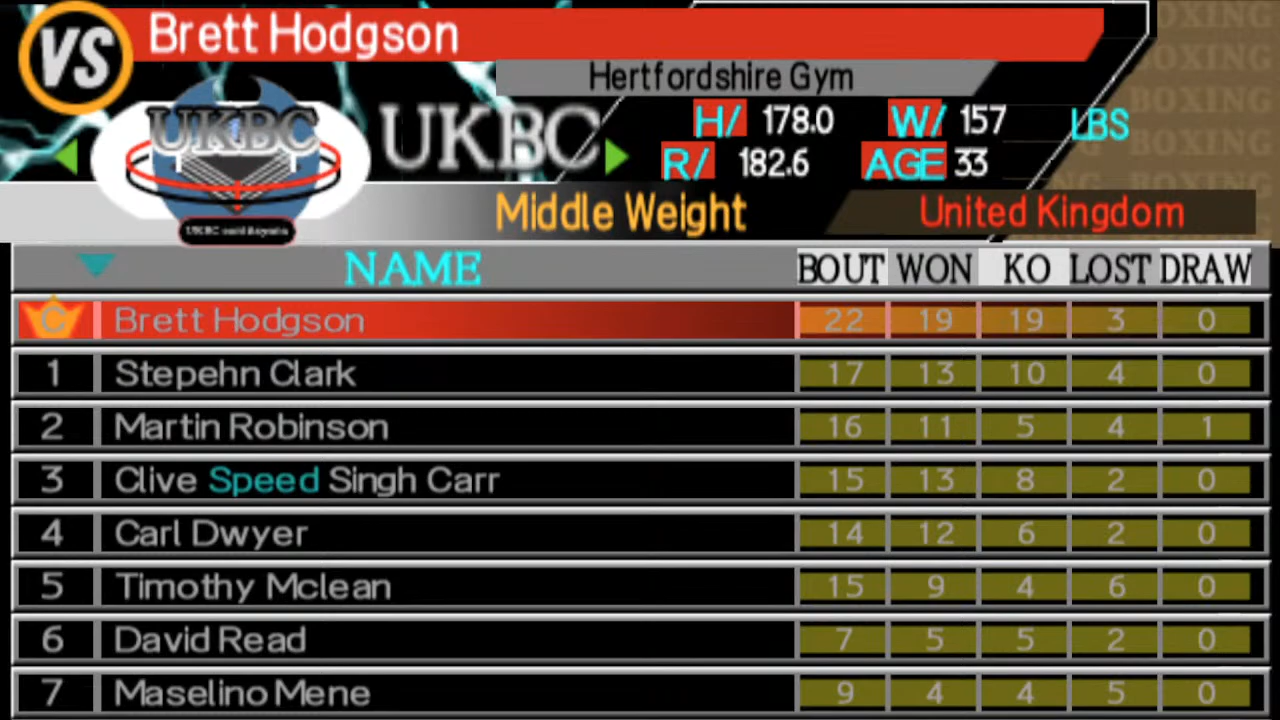 VS Brett Hodgson
Hertfordshire Gym
UKBC
UKBC
H/ 178.0 W/ 157 LBS
R/ 182.6 AGE 33
Middle Weight United Kingdom
BOXING
BOXING
BOXING
BOXING
NAME BOUT WON KO LOST DRAW
C Brett Hodgson 22 19 19 3 0
1 Stepehn Clark 17 13 10 4 0
2 Martin Robinson 16 11 5 4 1
3 Clive Speed Singh Carr 15 13 8 2 0
4 Carl Dwyer 14 12 6 2 0
5 Timothy Mclean 15 9 4 6 0
6 David Read 7 5 5 2 0
7 Maselino Mene 9 4 4 5 0